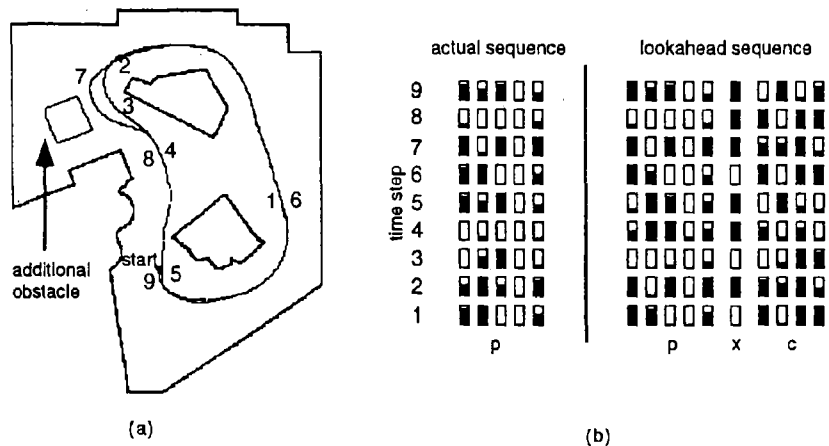 actual sequence
lookahead sequence
7
2
3
8
4
1
6
start
9
5
additional
obstacle
time step
9
8
7
6
5
4
3
2
1
p
p
x
c
(a)
(b)